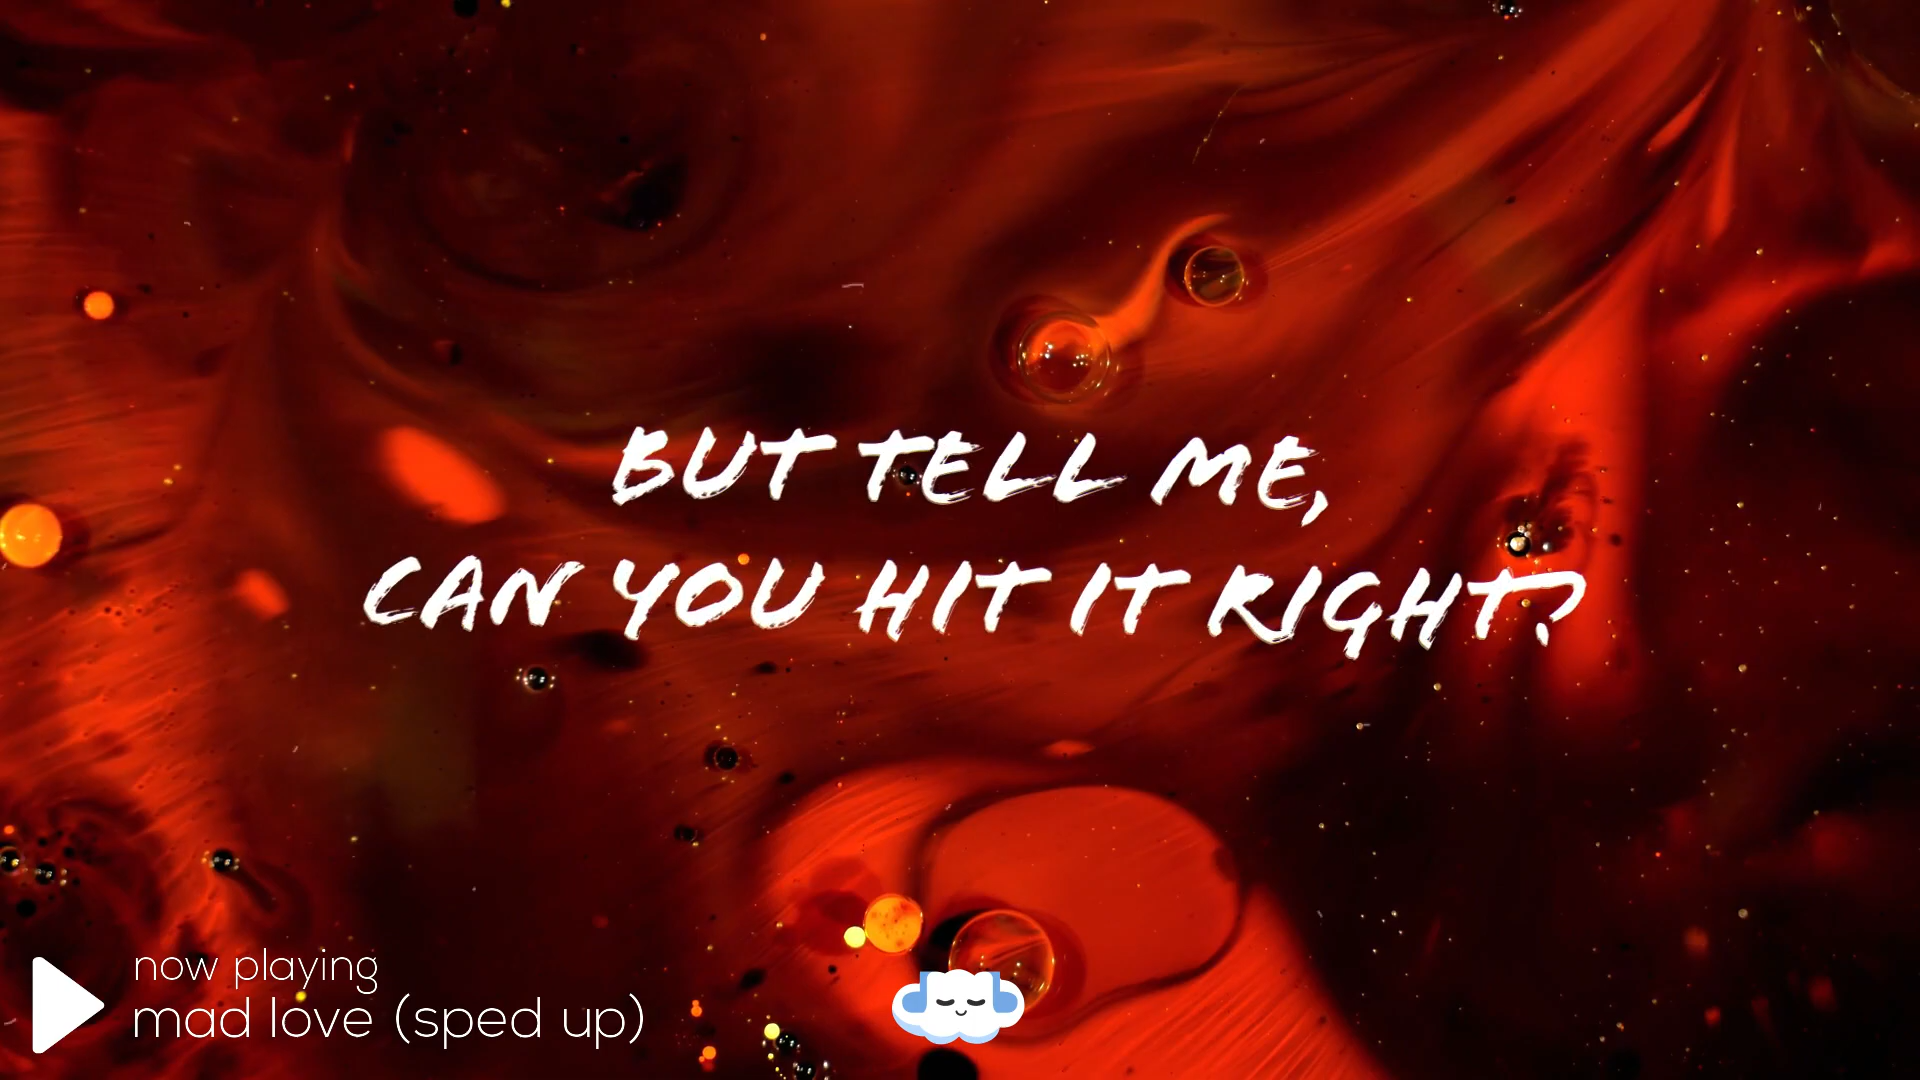 BUT TELL ME,
CAN YOU HIT IT RIGHT?
now playing
mad love (sped up)